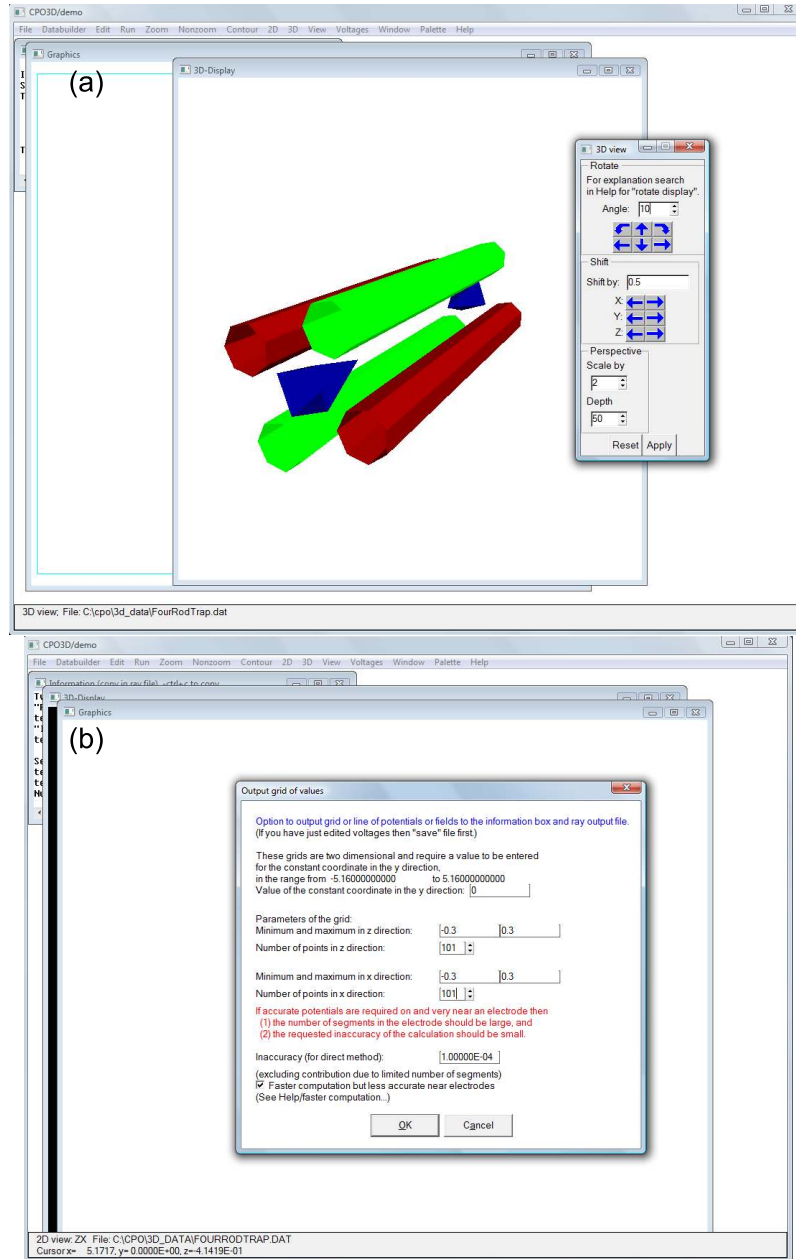 CPO3D/demo
File Databuilder Edit Run Zoom Nonzoom Contour 2D 3D View Voltages Window Palette Help
Graphics
(a)
3D-Display
3D view
Rotate
For explanation search
in Help for "rotate display".
Angle: 10
Shift
Shift by: 0.5
X:
Y:
Z:
Perspective
Scale by
2
Depth
50
Reset Apply
3D view; File: C:\cpo\3d_data\FourRodTrap.dat
CPO3D/demo
File Databuilder Edit Run Zoom Nonzoom Contour 2D 3D View Voltages Window Palette Help
Information (copy in ray file), -ctrl+c to copy
3D-Display
Graphics
(b)
Output grid of values
Option to output grid or line of potentials or fields to the information box and ray output file.
(If you have just edited voltages then "save" file first.)
These grids are two dimensional and require a value to be entered
for the constant coordinate in the y direction,
in the range from -5.16000000000 to 5.16000000000
Value of the constant coordinate in the y direction: 0
Parameters of the grid:
Minimum and maximum in z direction: -0.3 0.3
Number of points in z direction: 101
Minimum and maximum in x direction: -0.3 0.3
Number of points in x direction: 101
If accurate potentials are required on and very near an electrode then
(1) the number of segments in the electrode should be large, and
(2) the requested inaccuracy of the calculation should be small.
Inaccuracy (for direct method): 1.00000E-04
(excluding contribution due to limited number of segments)
Faster computation but less accurate near electrodes
(See Help/faster computation...)
OK Cancel
2D view: ZX File: C:\CPO\3D_DATA\FOURRODTRAP.DAT
Cursor x= 5.1717, y= 0.0000E+00, z=-4.1419E-01